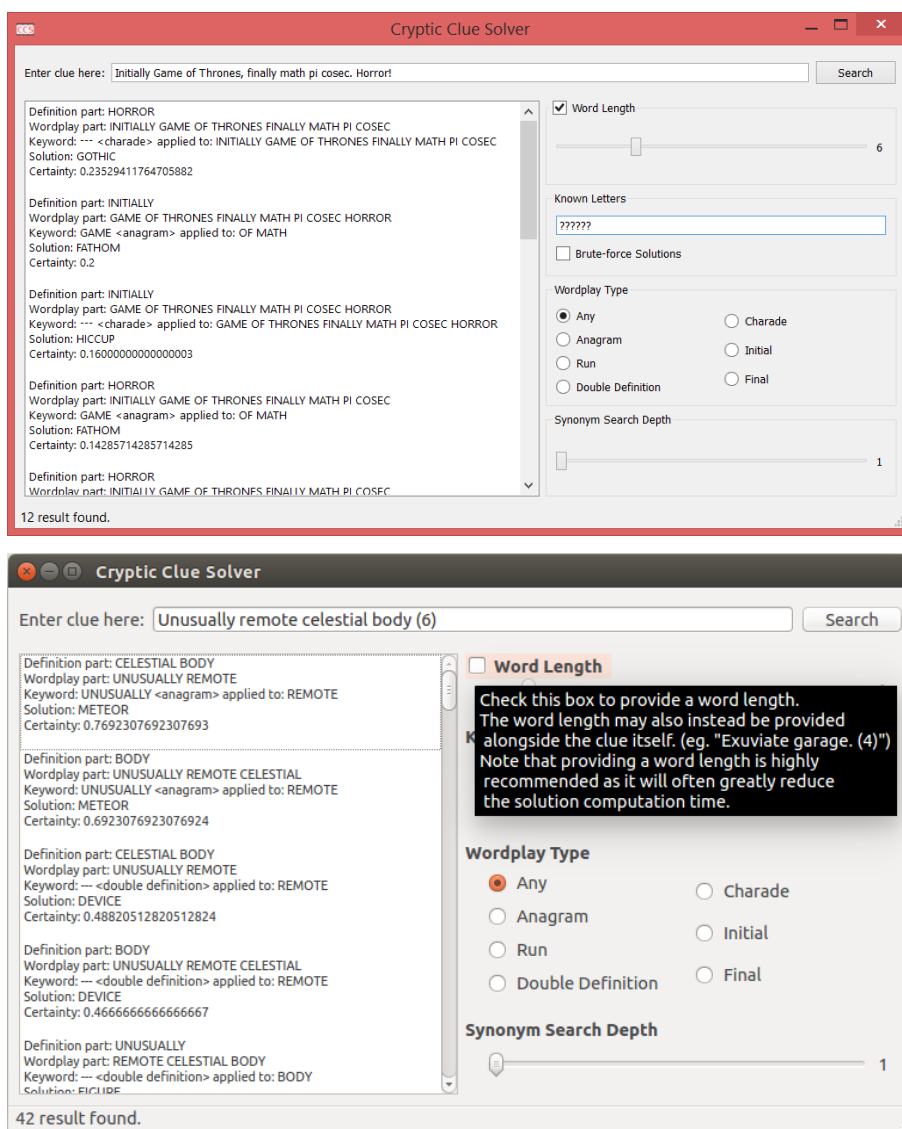 CCS
Cryptic Clue Solver
Enter clue here: Initially Game of Thrones, finally math pi cosec. Horror! Search
Definition part: HORROR
Wordplay part: INITIALLY GAME OF THRONES FINALLY MATH PI COSEC
Keyword: --- <charade> applied to: INITIALLY GAME OF THRONES FINALLY MATH PI COSEC
Solution: GOTHIC
Certainty: 0.23529411764705882
Definition part: INITIALLY
Wordplay part: GAME OF THRONES FINALLY MATH PI COSEC HORROR
Keyword: GAME <anagram> applied to: OF MATH
Solution: FATHOM
Certainty: 0.2
Definition part: INITIALLY
Wordplay part: GAME OF THRONES FINALLY MATH PI COSEC HORROR
Keyword: --- <charade> applied to: GAME OF THRONES FINALLY MATH PI COSEC HORROR
Solution: HICCUP
Certainty: 0.16000000000000003
Definition part: HORROR
Wordplay part: INITIALLY GAME OF THRONES FINALLY MATH PI COSEC
Keyword: GAME <anagram> applied to: OF MATH
Solution: FATHOM
Certainty: 0.14285714285714285
Definition part: HORROR
Wordplay part: INITIALLY GAME OF THRONES FINALLY MATH PI COSEC
Word Length
6
Known Letters
??????
Brute-force Solutions
Wordplay Type
Any
Anagram
Run
Double Definition
Charade
Initial
Final
Synonym Search Depth
1
12 result found.
Cryptic Clue Solver
Enter clue here: Unusually remote celestial body (6) Search
Definition part: CELESTIAL BODY
Wordplay part: UNUSUALLY REMOTE
Keyword: UNUSUALLY <anagram> applied to: REMOTE
Solution: METEOR
Certainty: 0.7692307692307693
Definition part: BODY
Wordplay part: UNUSUALLY REMOTE CELESTIAL
Keyword: UNUSUALLY <anagram> applied to: REMOTE
Solution: METEOR
Certainty: 0.6923076923076924
Definition part: CELESTIAL BODY
Wordplay part: UNUSUALLY REMOTE
Keyword: --- <double definition> applied to: REMOTE
Solution: DEVICE
Certainty: 0.48820512820512824
Definition part: BODY
Wordplay part: UNUSUALLY REMOTE CELESTIAL
Keyword: --- <double definition> applied to: REMOTE
Solution: DEVICE
Certainty: 0.4666666666666667
Definition part: UNUSUALLY
Wordplay part: REMOTE CELESTIAL BODY
Keyword: --- <double definition> applied to: BODY
Solution: FIGURE
Word Length
Check this box to provide a word length.
The word length may also instead be provided
alongside the clue itself. (eg. "Exuviate garage. (4)")
Note that providing a word length is highly
recommended as it will often greatly reduce
the solution computation time.
Wordplay Type
Any
Anagram
Run
Double Definition
Charade
Initial
Final
Synonym Search Depth
1
42 result found.